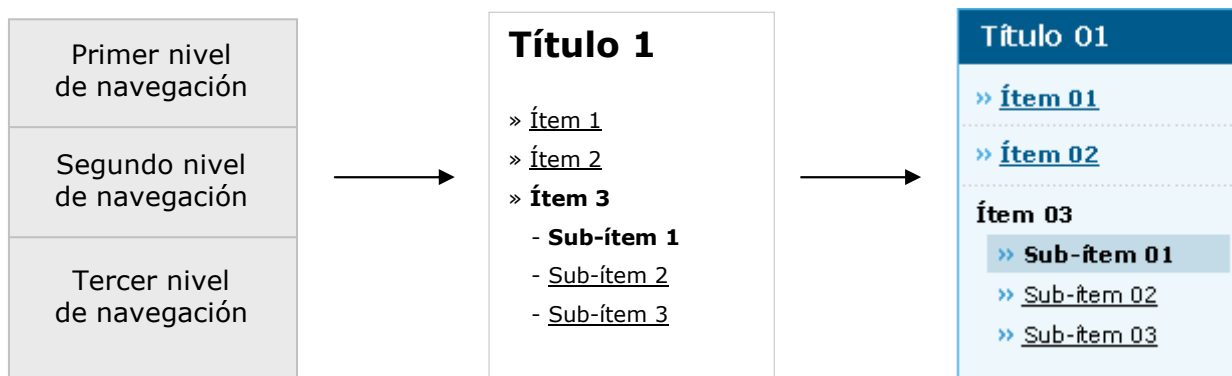 Primer nivel
de navegación
Segundo nivel
de navegación
Tercer nivel
de navegación
Título 1
» Ítem 1
» Ítem 2
» Ítem 3
- Sub-ítem 1
- Sub-ítem 2
- Sub-ítem 3
Título 01
» Ítem 01
» Ítem 02
Ítem 03
» Sub-ítem 01
» Sub-ítem 02
» Sub-ítem 03